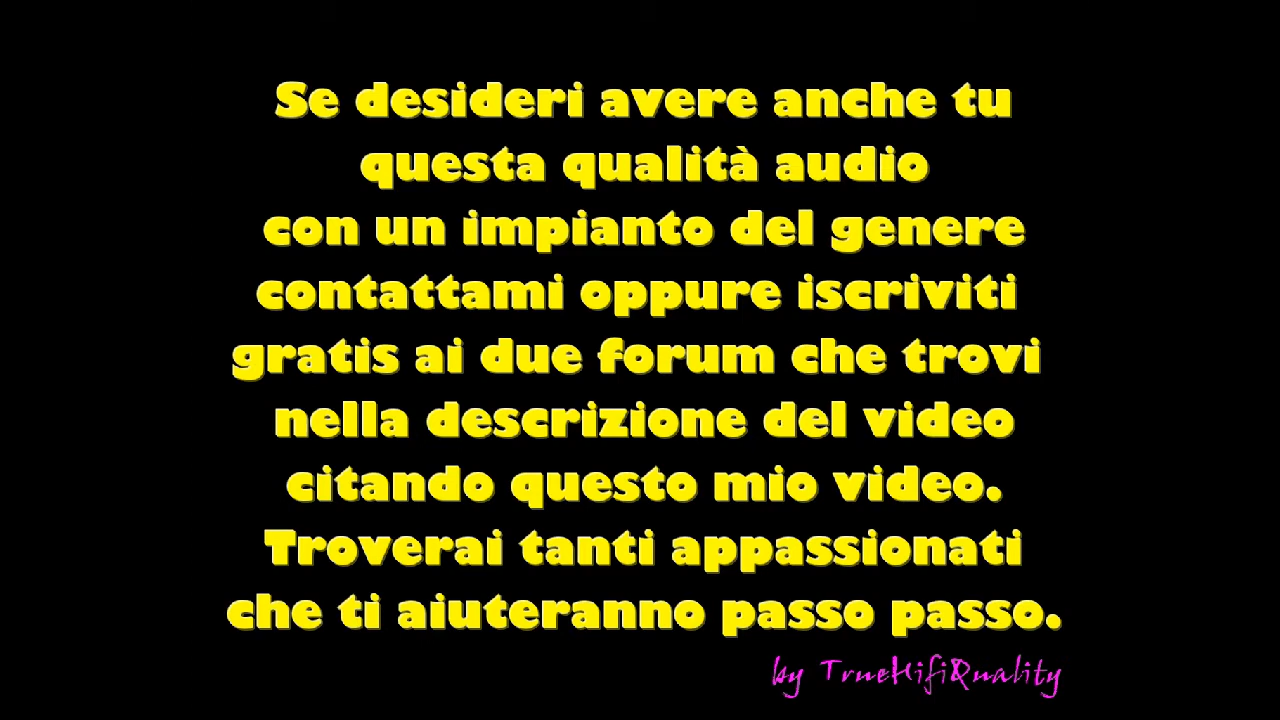 Se desideri avere anche tu
questa qualità audio
con un impianto del genere
contattami oppure iscriviti
gratis ai due forum che trovi
nella descrizione del video
citando questo mio video.
Troverai tanti appassionati
che ti aiuteranno passo passo.
by TrueHifiQuality